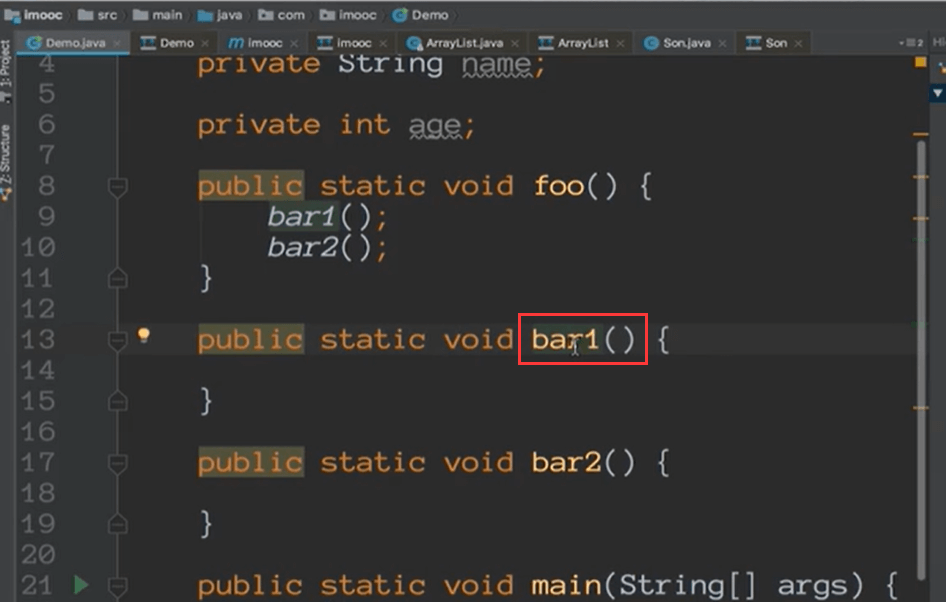 imooc src main java com imooc Demo
Demo.java × Demo × m imooc × imooc × ArrayList.java × ArrayList × Son.java × Son × 2
1: Project
Z: Structure
4 private String name;
5
6 private int age;
7
8 public static void foo() {
9 bar1();
10 bar2();
11 }
12
13 public static void bar1() {
14
15 }
16
17 public static void bar2() {
18
19 }
20
21 public static void main(String[] args) {